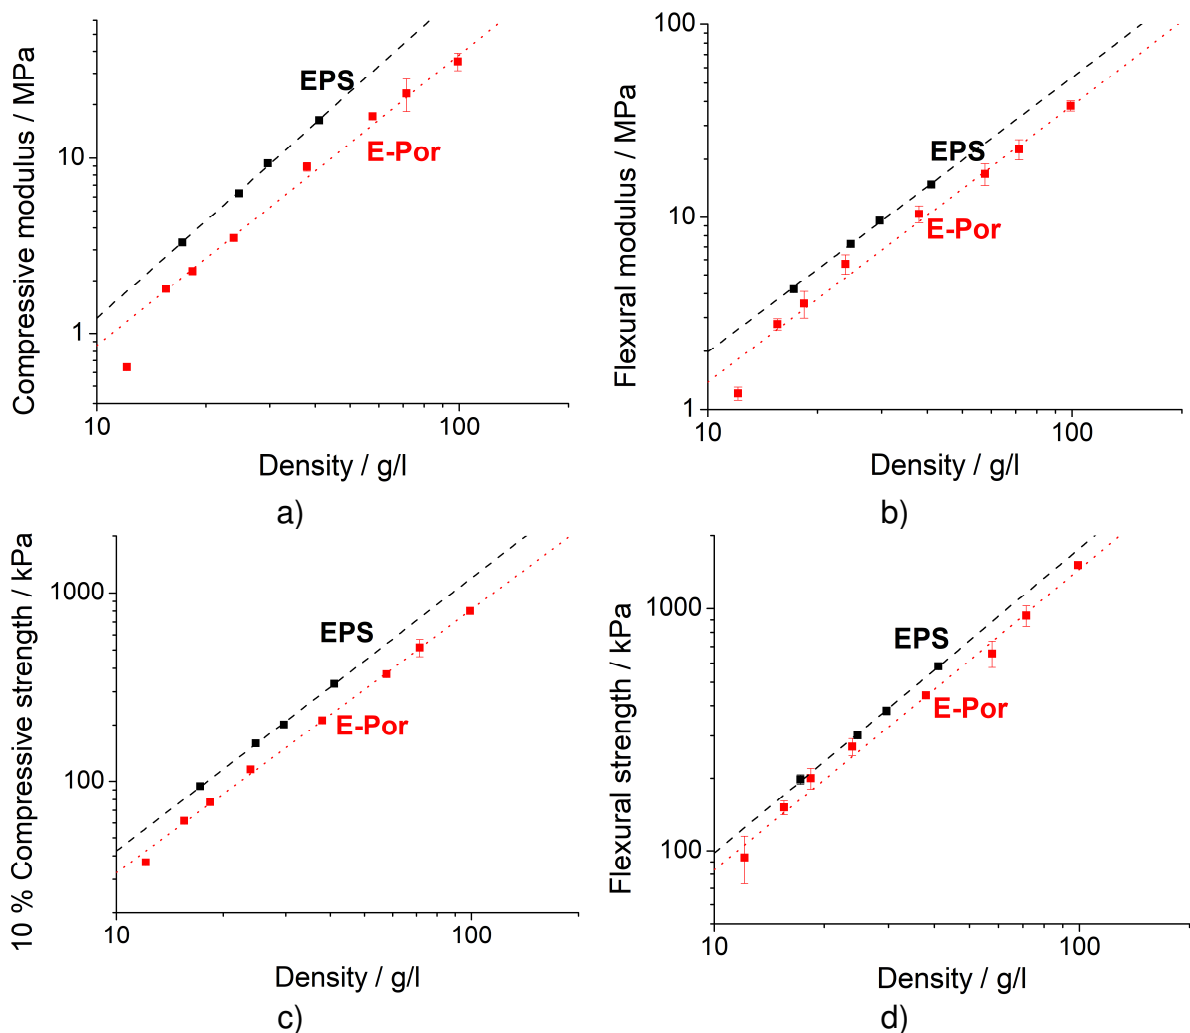 Compressive modulus / MPa
10
1
EPS
E-Por
10
100
Density / g/l
a)
Flexural modulus / MPa
100
10
1
EPS
E-Por
10
100
Density / g/l
b)
10 % Compressive strength / kPa
1000
100
EPS
E-Por
10
100
Density / g/l
c)
Flexural strength / kPa
1000
100
EPS
E-Por
10
100
Density / g/l
d)